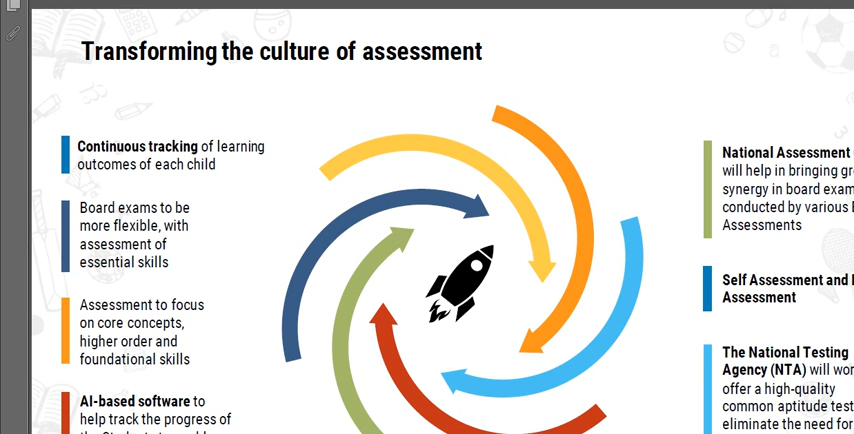 Transforming the culture of assessment
Continuous tracking of learning
outcomes of each child
Board exams to be
more flexible, with
assessment of
essential skills
Assessment to focus
on core concepts,
higher order and
foundational skills
AI-based software to
help track the progress of
National Assessment
will help in bringing
synergy in board
conducted by various
Assessments
Self Assessment and
Assessment
The National Testing
Agency (NTA) will
offer a high-quality
common aptitude
eliminate the need for